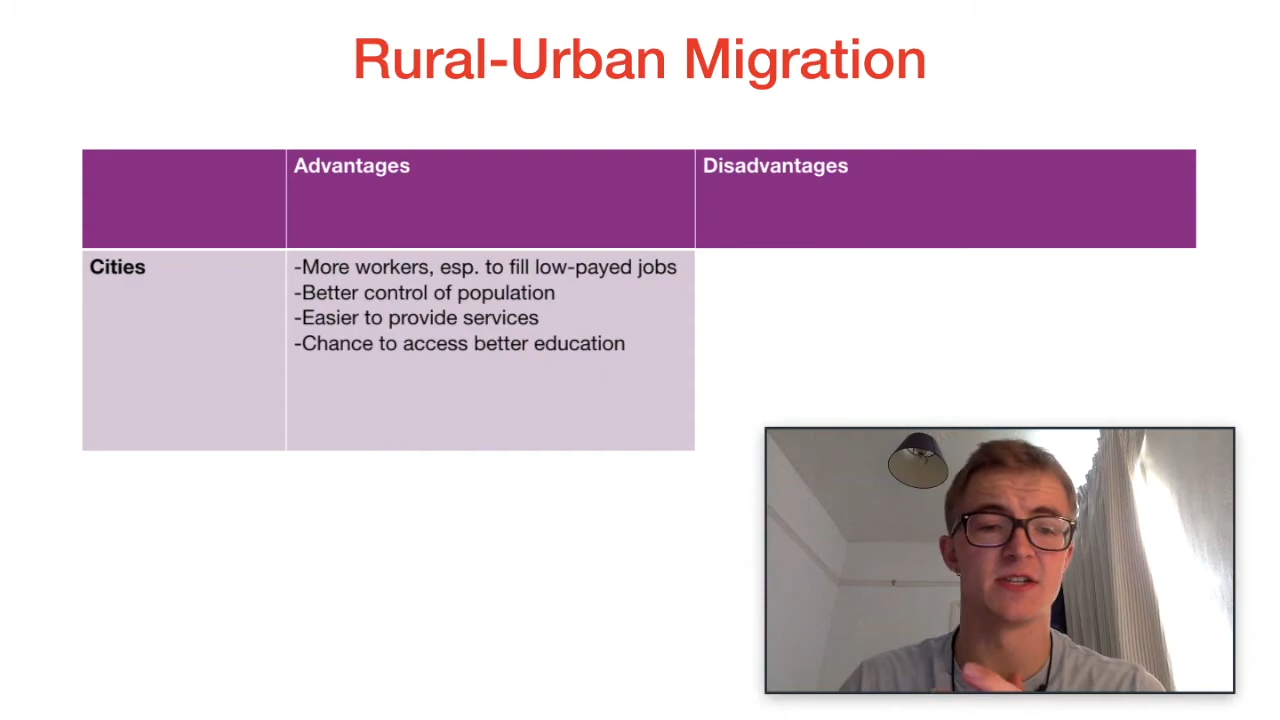 Rural-Urban Migration
Advantages
Disadvantages
Cities
-More workers, esp. to fill low-payed jobs
-Better control of population
-Easier to provide services
-Chance to access better education